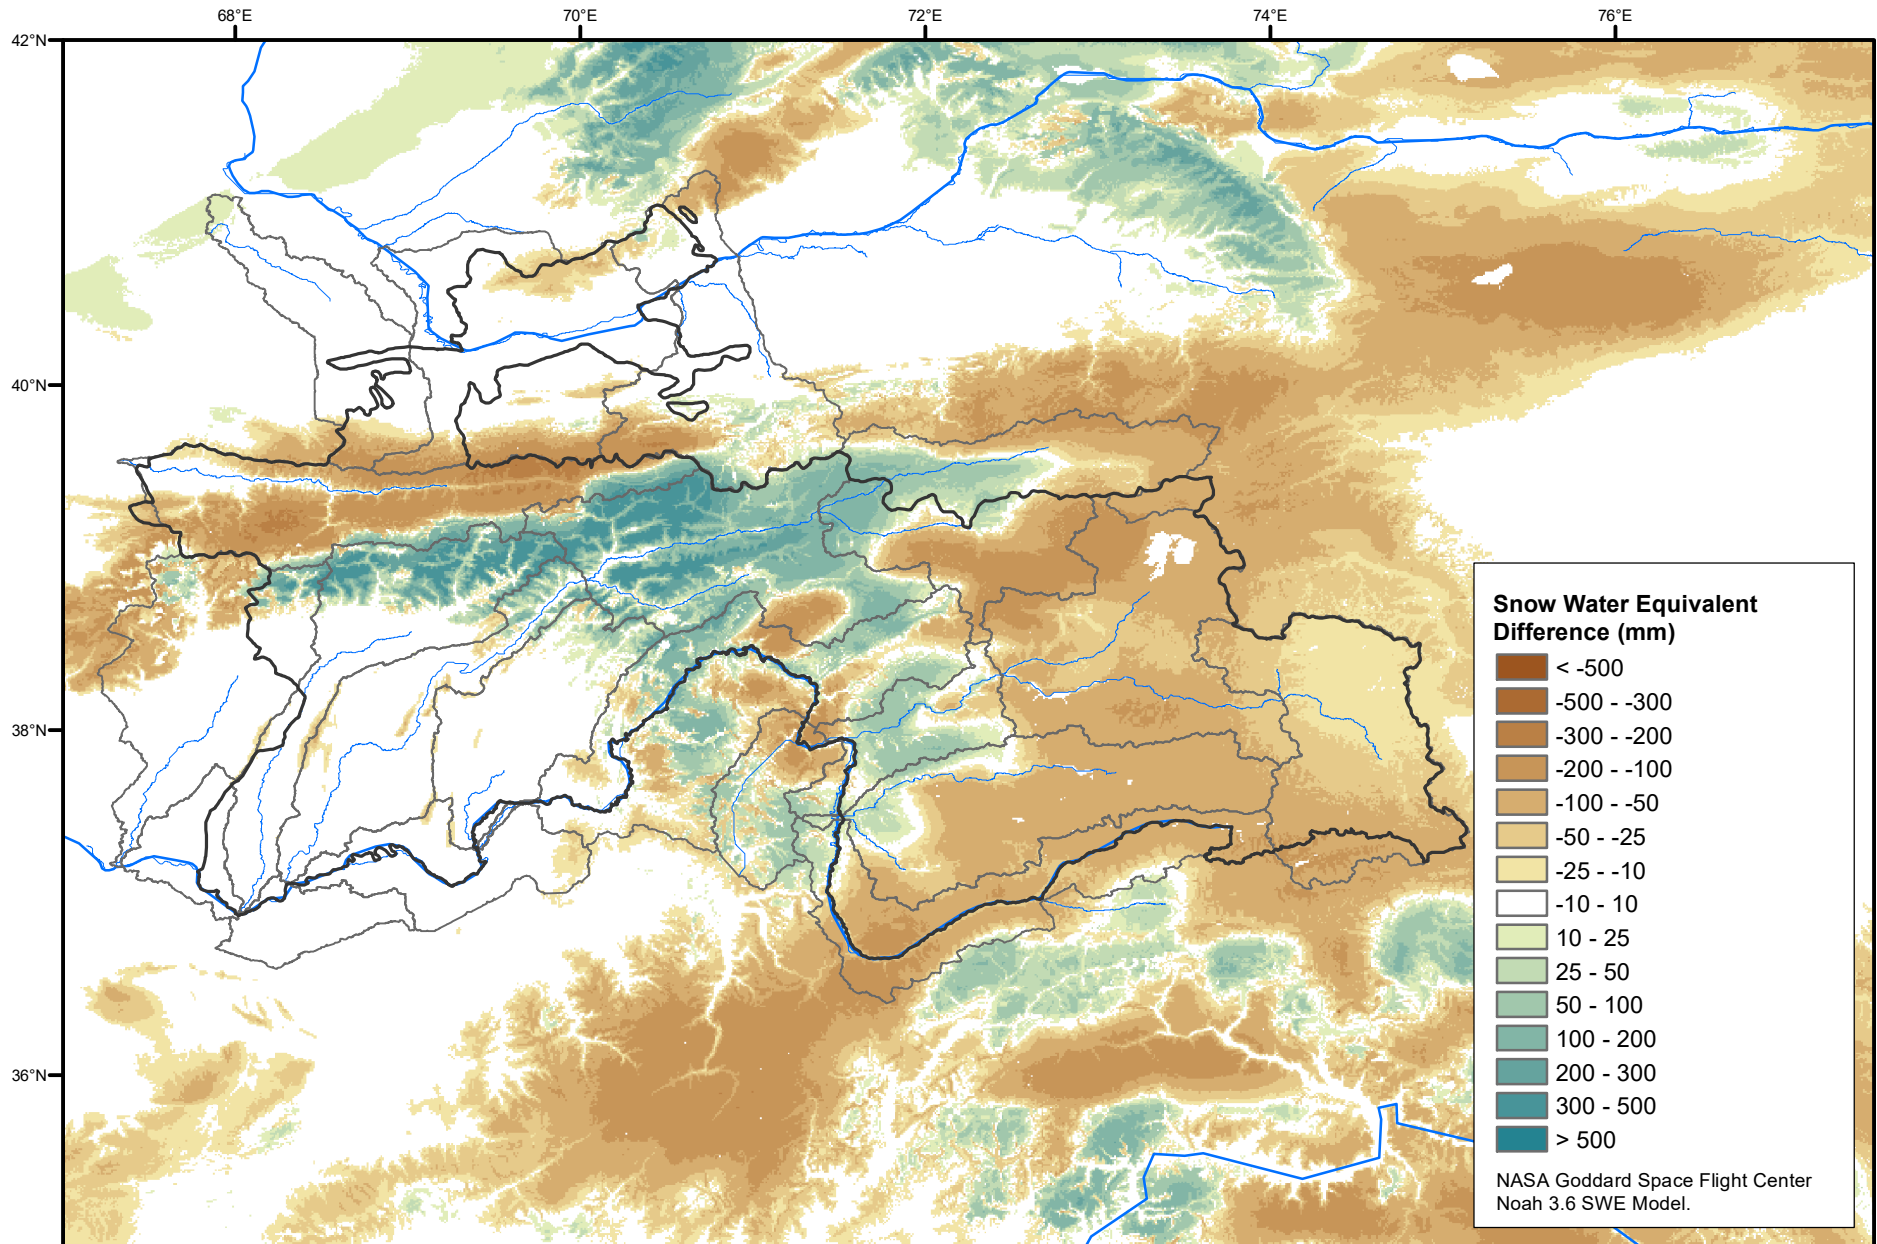 68°E 70°E 72°E 74°E 76°E
42°N
40°N
38°N
36°N
Snow Water Equivalent
Difference (mm)
< -500
-500 - -300
-300 - -200
-200 - -100
-100 - -50
-50 - -25
-25 - -10
-10 - 10
10 - 25
25 - 50
50 - 100
100 - 200
200 - 300
300 - 500
> 500
NASA Goddard Space Flight Center
Noah 3.6 SWE Model.